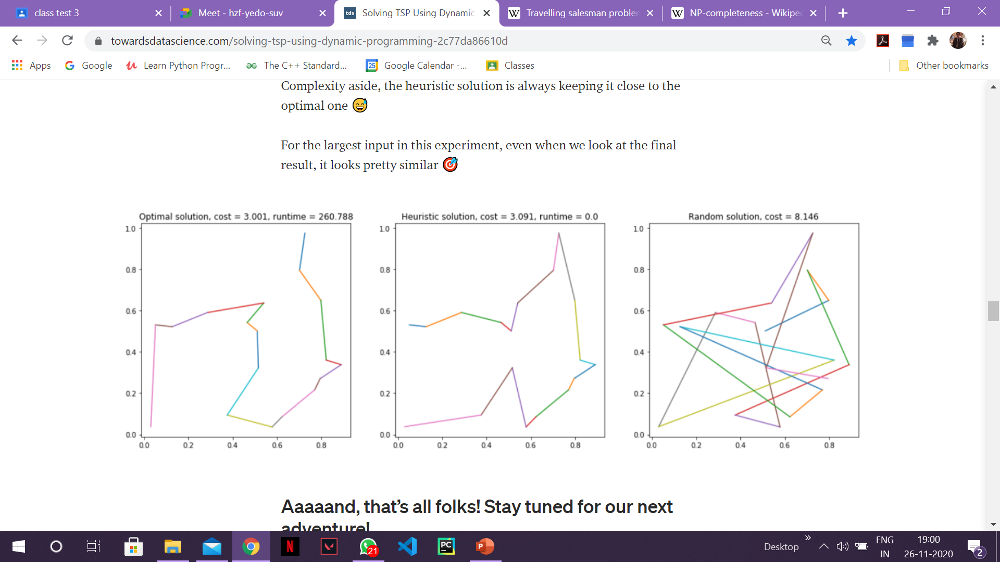 class test 3
Meet - hzf-yedo-suv
tds
Solving TSP Using Dynamic
W
Travelling salesman problem
W
NP-completeness - Wikiped
towardsdatascience.com/solving-tsp-using-dynamic-programming-2c77da86610d
Apps
Google
Learn Python Progr...
The C++ Standard...
25
Google Calendar -...
Classes
Other bookmarks
Complexity aside, the heuristic solution is always keeping it close to the
optimal one 😅
For the largest input in this experiment, even when we look at the final
result, it looks pretty similar 🎯
Optimal solution, cost = 3.001, runtime = 260.788
1.0
0.8
0.6
0.4
0.2
0.0
0.0 0.2 0.4 0.6 0.8
Heuristic solution, cost = 3.091, runtime = 0.0
1.0
0.8
0.6
0.4
0.2
0.0
0.0 0.2 0.4 0.6 0.8
Random solution, cost = 8.146
1.0
0.8
0.6
0.4
0.2
0.0
0.0 0.2 0.4 0.6 0.8
Aaaaand, that’s all folks! Stay tuned for our next
adventure!
N
21
PC
P
Desktop
ENG
IN
19:00
26-11-2020
2